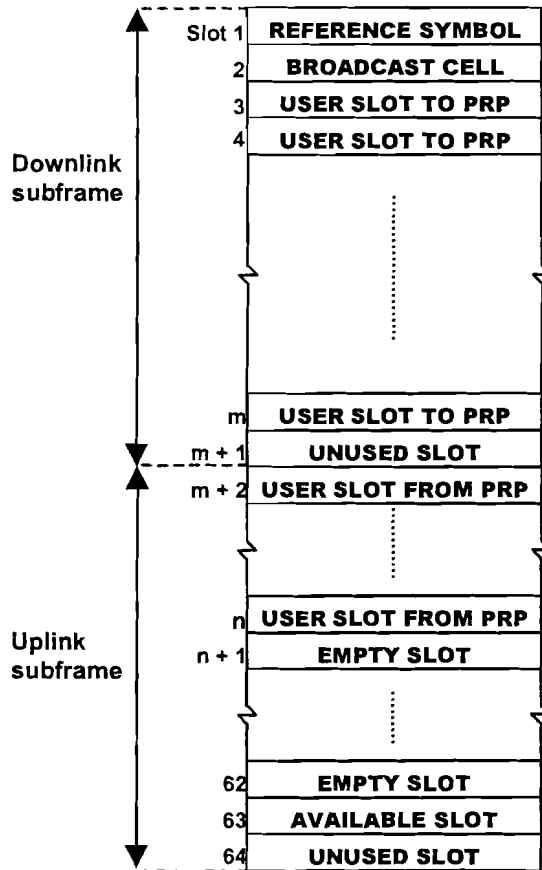 Slot 1 REFERENCE SYMBOL
2 BROADCAST CELL
3 USER SLOT TO PRP
4 USER SLOT TO PRP
Downlink
subframe
m USER SLOT TO PRP
m + 1 UNUSED SLOT
m + 2 USER SLOT FROM PRP
n USER SLOT FROM PRP
Uplink
subframe
n + 1 EMPTY SLOT
62 EMPTY SLOT
63 AVAILABLE SLOT
64 UNUSED SLOT